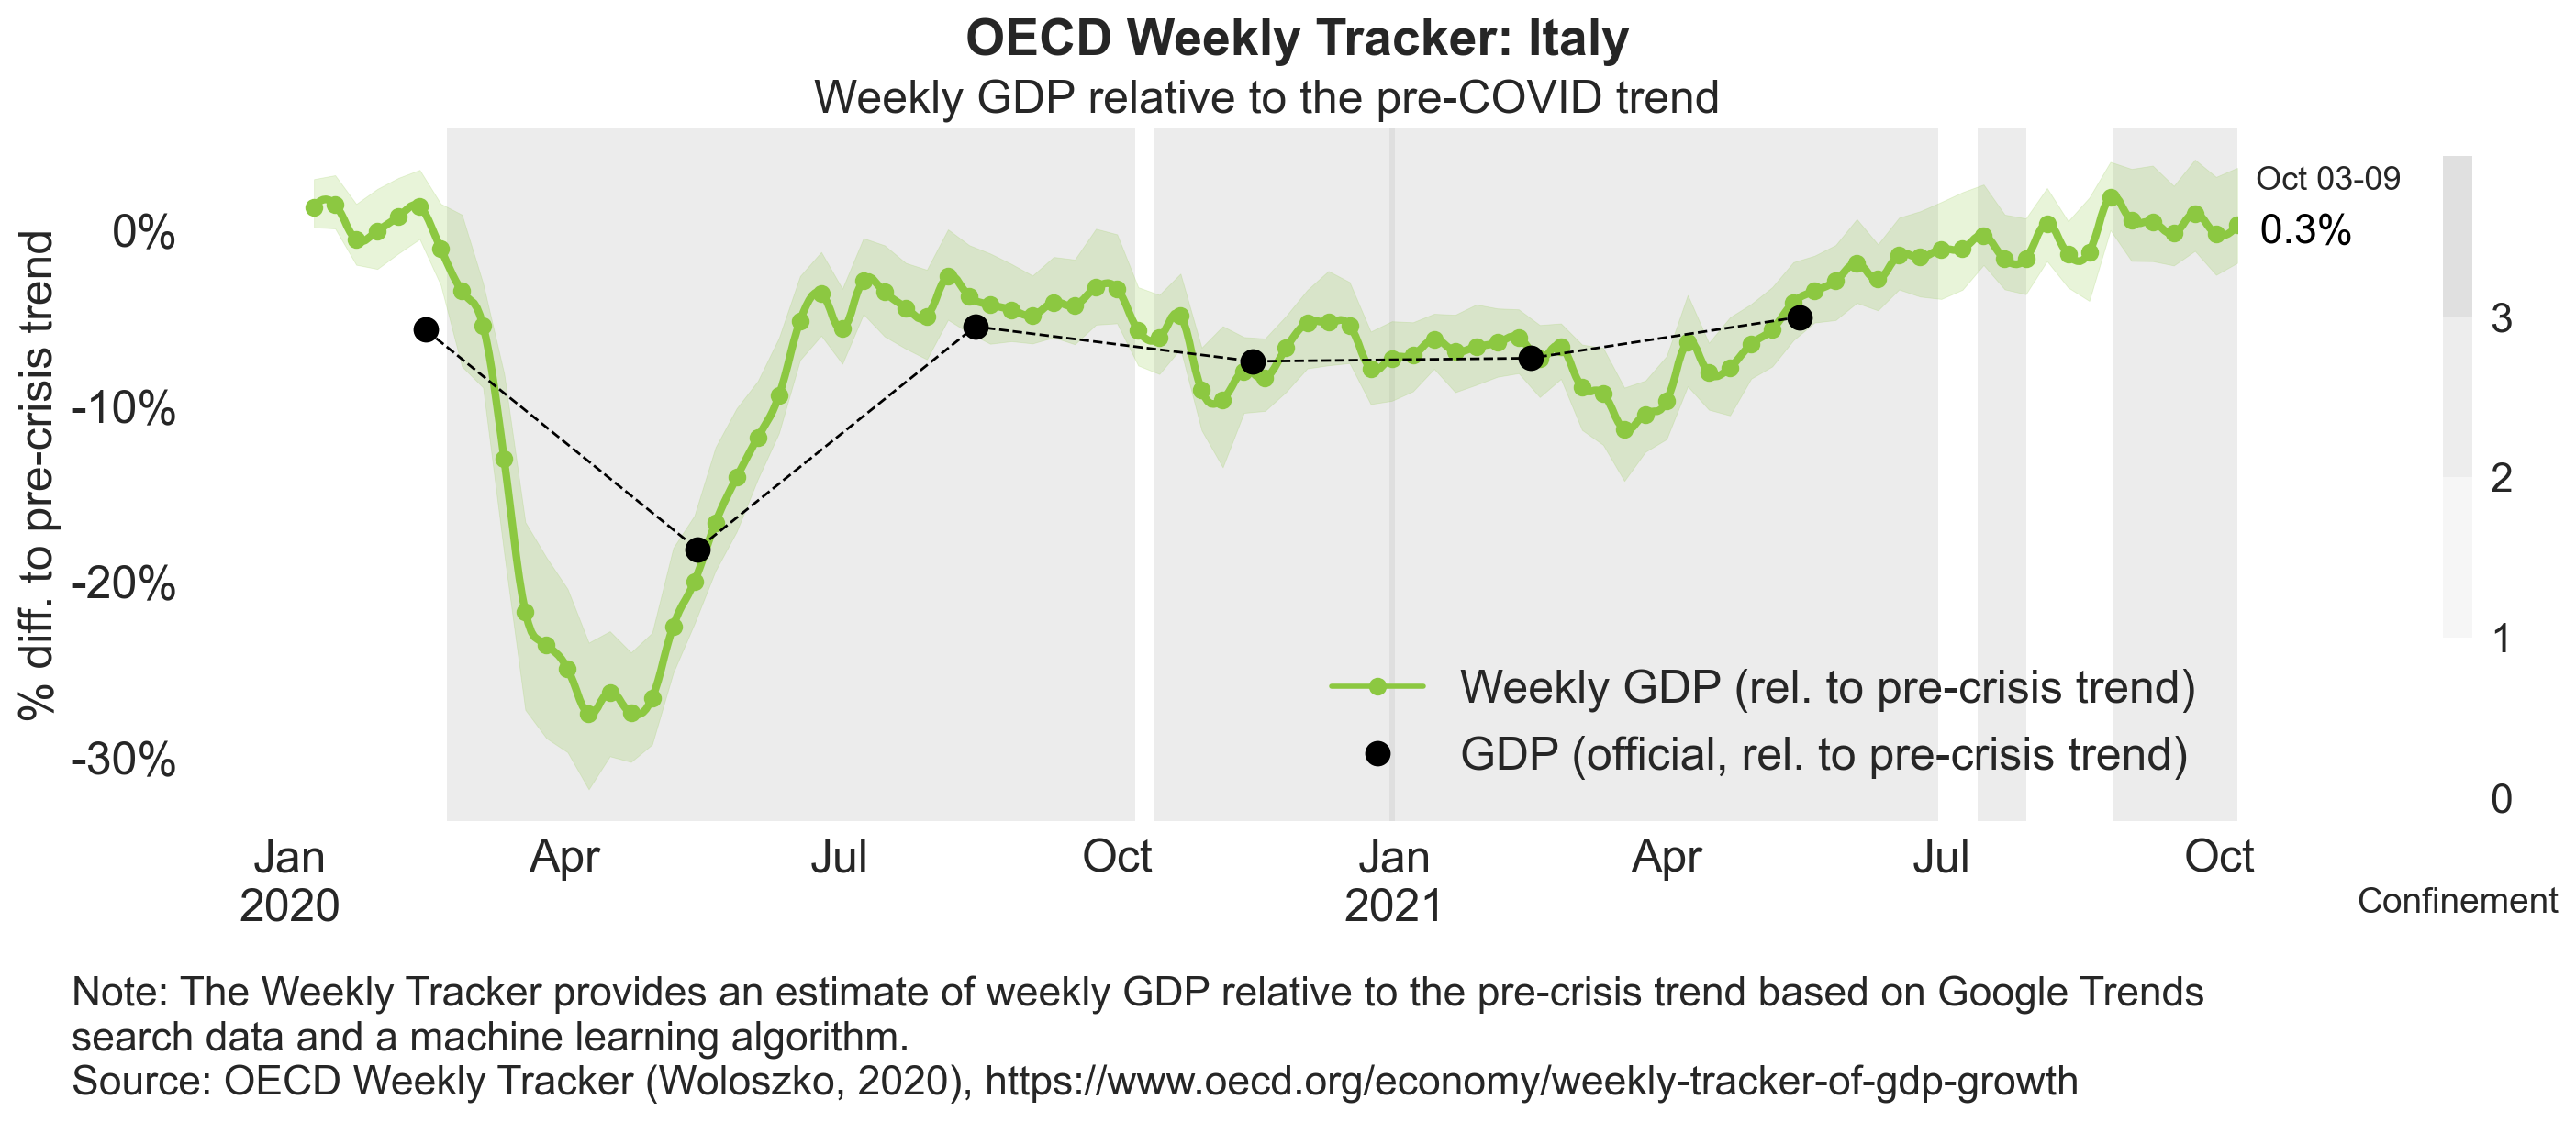 OECD Weekly Tracker: Italy
Weekly GDP relative to the pre-COVID trend
% diff. to pre-crisis trend
0%
-10%
-20%
-30%
Oct 03-09
0.3%
3
2
1
0
Confinement
Weekly GDP (rel. to pre-crisis trend)
GDP (official, rel. to pre-crisis trend)
Jan
2020
Apr
Jul
Oct
Jan
2021
Apr
Jul
Oct
Note: The Weekly Tracker provides an estimate of weekly GDP relative to the pre-crisis trend based on Google Trends
search data and a machine learning algorithm.
Source: OECD Weekly Tracker (Woloszko, 2020), https://www.oecd.org/economy/weekly-tracker-of-gdp-growth